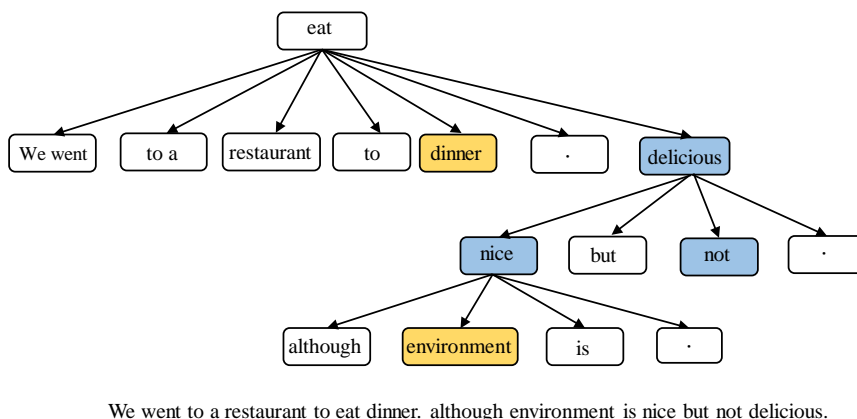 eat
We went to a restaurant to dinner . delicious
nice but not .
although environment is .
We went to a restaurant to eat dinner. although environment is nice but not delicious.